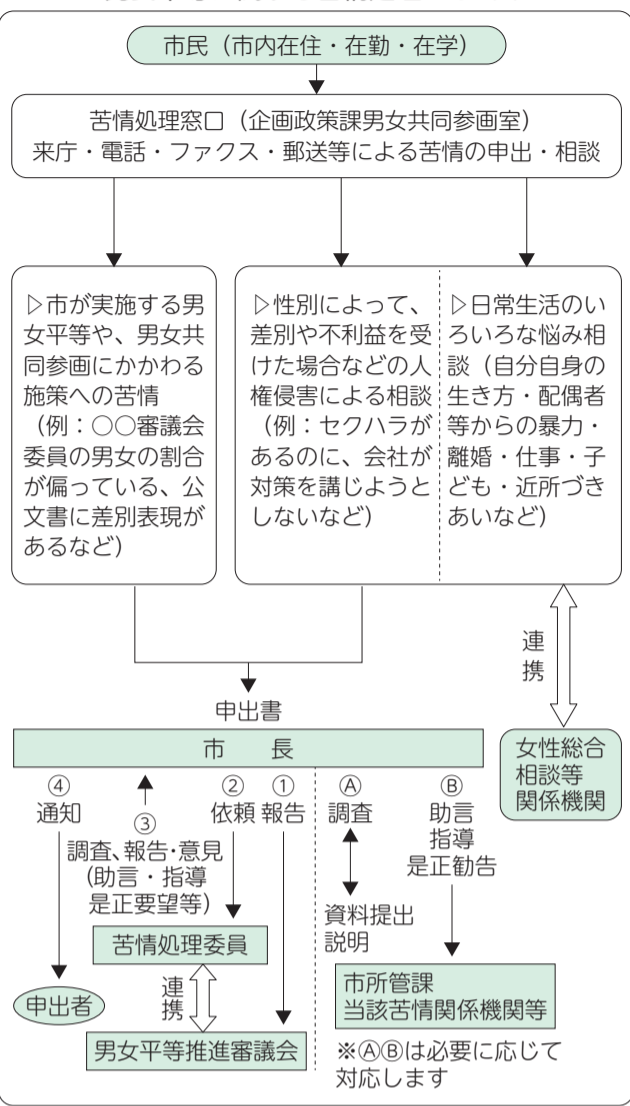 市民(市内在住・在勤・在学)
苦情処理窓口(企画政策課男女共同参画室)
来庁・電話・ファクス・郵送等による苦情の申出・相談
▷市が実施する男
女平等や、男女共
同参画にかかわる
施策への苦情
(例:○○審議会
委員の男女の割合
が偏っている、公
文書に差別表現が
あるなど)
▷性別によって、
差別や不利益を受
けた場合などの人
権侵害による相談
(例:セクハラが
あるのに、会社が
対策を講じようと
しないなど)
▷日常生活のい
ろいろな悩み相
談(自分自身の
生き方・配偶者
等からの暴力・
離婚・仕事・子
ども・近所づき
あいなど)
連携
申出書
市 長
女性総合
相談等
関係機関
④
通知
③
調査、報告・意見
(助言・指導
是正要望等)
②
依頼
①
報告
Ⓐ
調査
資料提出
説明
Ⓑ
助言
指導
是正勧告
苦情処理委員
連携
申出者
男女平等推進審議会
市所管課
当該苦情関係機関等
※ⒶⒷは必要に応じて
対応します